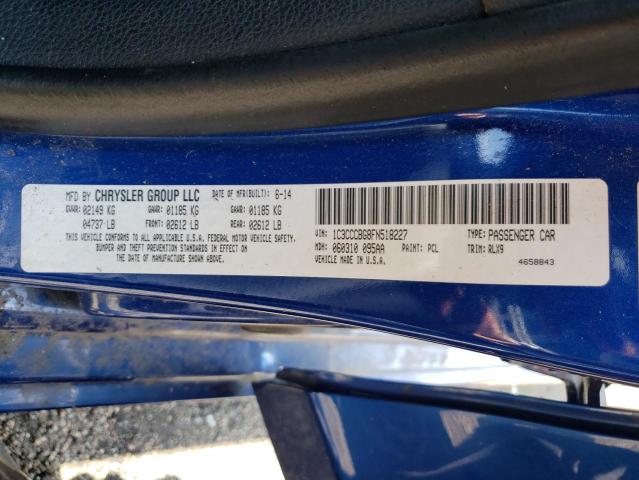 MFD BY CHRYSLER GROUP LLC DATE OF MFR(BUILT): 6-14
GVWR: 02149 KG GAWR: 01185 KG GAWR: 01185 KG
04737 LB FRONT: 02612 LB REAR: 02612 LB
THIS VEHICLE CONFORMS TO ALL APPLICABLE U.S.A. FEDERAL MOTOR VEHICLE SAFETY,
BUMPER AND THEFT PREVENTION STANDARDS IN EFFECT ON
THE DATE OF MANUFACTURE SHOWN ABOVE.
VIN: 1C3CCCBG8FN518227 TYPE: PASSENGER CAR
MDH: 060310 095AA PAINT: PCL TRIM: RLX9
VEHICLE MADE IN U.S.A. 4658843